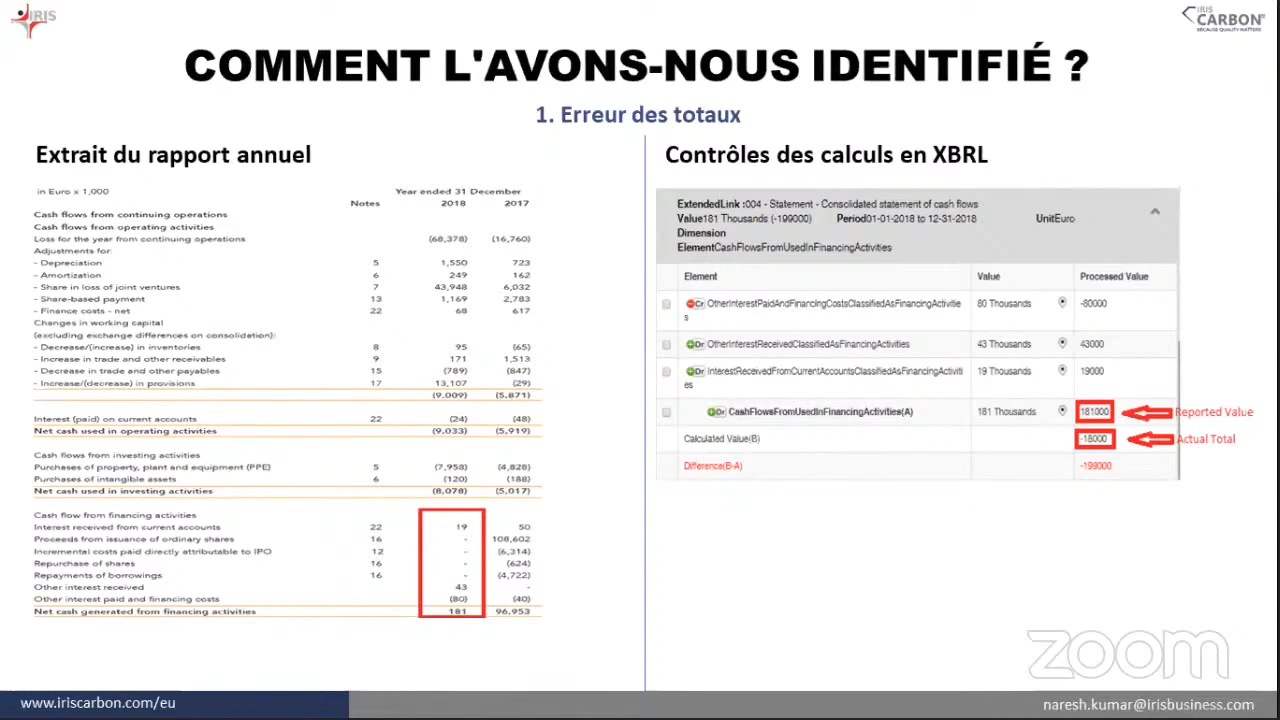 IRIS
IRIS
CARBON®
BECAUSE QUALITY MATTERS
COMMENT L'AVONS-NOUS IDENTIFIÉ ?
1. Erreur des totaux
Extrait du rapport annuel
in Euro x 1,000 Year ended 31 December
Notes 2018 2017
Cash flows from continuing operations
Cash flows from operating activities
Loss for the year from continuing operations (68,378) (16,760)
Adjustments for:
- Depreciation 5 1,550 723
- Amortization 6 249 162
- Share in loss of joint ventures 7 43,948 6,032
- Share-based payment 13 1,169 2,783
- Finance costs - net 22 68 617
Changes in working capital
(excluding exchange differences on consolidation):
- Decrease/(increase) in inventories 8 95 (65)
- Increase in trade and other receivables 9 171 1,513
- Decrease in trade and other payables 15 (789) (847)
- Increase/(decrease) in provisions 17 13,107 (29)
(9,009) (5,871)
Interest (paid) on current accounts 22 (24) (48)
Net cash used in operating activities (9,033) (5,919)
Cash flows from investing activities
Purchases of property, plant and equipment (PPE) 5 (7,958) (4,828)
Purchases of intangible assets 6 (120) (188)
Net cash used in investing activities (8,078) (5,017)
Cash flow from financing activities
Interest received from current accounts 22 19 50
Proceeds from issuance of ordinary shares 16 - 108,602
Incremental costs paid directly attributable to IPO 12 - (6,314)
Repurchase of shares 16 - (624)
Repayments of borrowings 16 - (4,722)
Other interest received 43 -
Other interest paid and financing costs (80) (40)
Net cash generated from financing activities 181 96,953
Contrôles des calculs en XBRL
ExtendedLink :004 - Statement - Consolidated statement of cash flows
Value181 Thousands (-199000) Period01-01-2018 to 12-31-2018 UnitEuro
Dimension
ElementCashFlowsFromUsedInFinancingActivities
Element Value Processed Value
Cr OtherInterestPaidAndFinancingCostsClassifiedAsFinancingActivitie 80 Thousands -80000
s
Dr OtherInterestReceivedClassifiedAsFinancingActivities 43 Thousands 43000
Dr InterestReceivedFromCurrentAccountsClassifiedAsFinancingActiviti 19 Thousands 19000
es
Dr CashFlowsFromUsedInFinancingActivities(A) 181 Thousands 181000 Reported Value
Calculated Value(B) -18000 Actual Total
Difference(B-A) -199000
zoom
www.iriscarbon.com/eu
naresh.kumar@irisbusiness.com